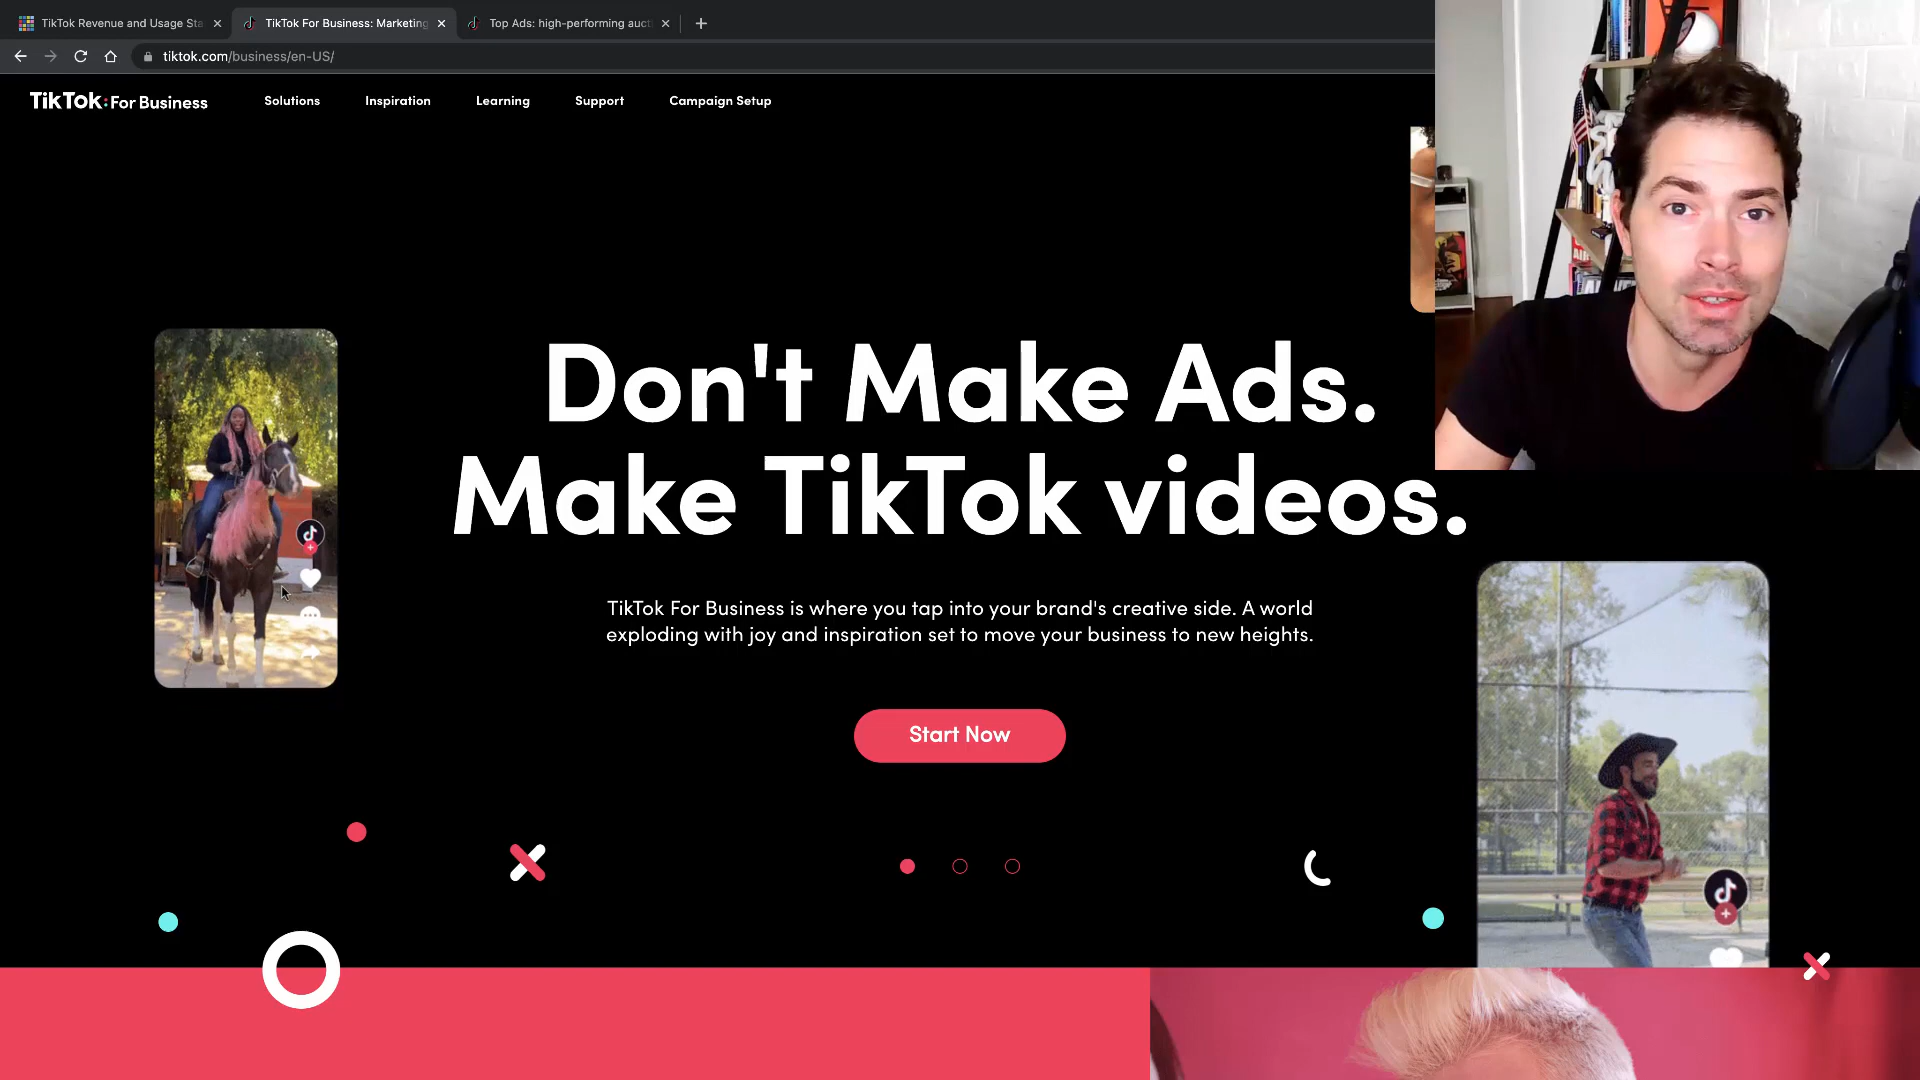 TikTok Revenue and Usage Sta
TikTok For Business: Marketing
Top Ads: high-performing auct
tiktok.com/business/en-US/
TikTok: For Business
Solutions
Inspiration
Learning
Support
Campaign Setup
Don't Make Ads.
Make TikTok videos.
TikTok For Business is where you tap into your brand's creative side. A world
exploding with joy and inspiration set to move your business to new heights.
Start Now